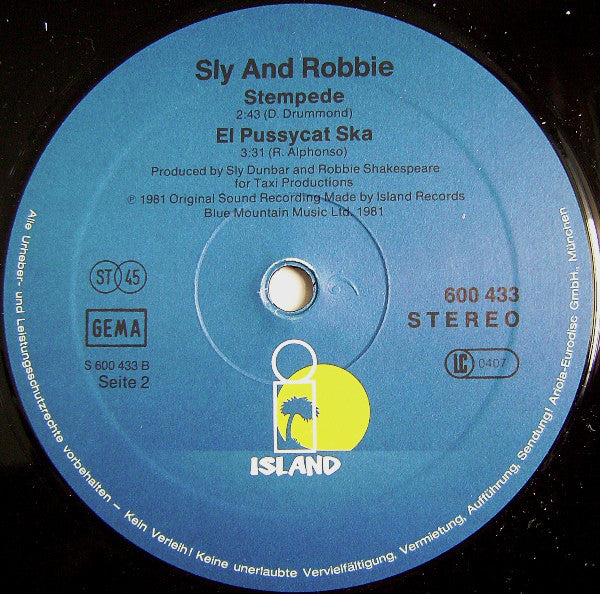 Sly And Robbie
Stempede
2:43 (D. Drummond)
El Pussycat Ska
3:31 (R. Alphonso)
Produced by Sly Dunbar and Robbie Shakespeare
for Taxi Productions
℗ 1981 Original Sound Recording Made by Island Records
Blue Mountain Music Ltd. 1981
ST 45
GEMA
S 600 433 B
Seite 2
600 433
STEREO
LC 0407
ISLAND
Alle Urheber- und Leistungsschutzrechte vorbehalten – Kein Verleih! Keine unerlaubte Vervielfältigung, Vermietung, Aufführung, Sendung! Ariola-Eurodisc GmbH., München